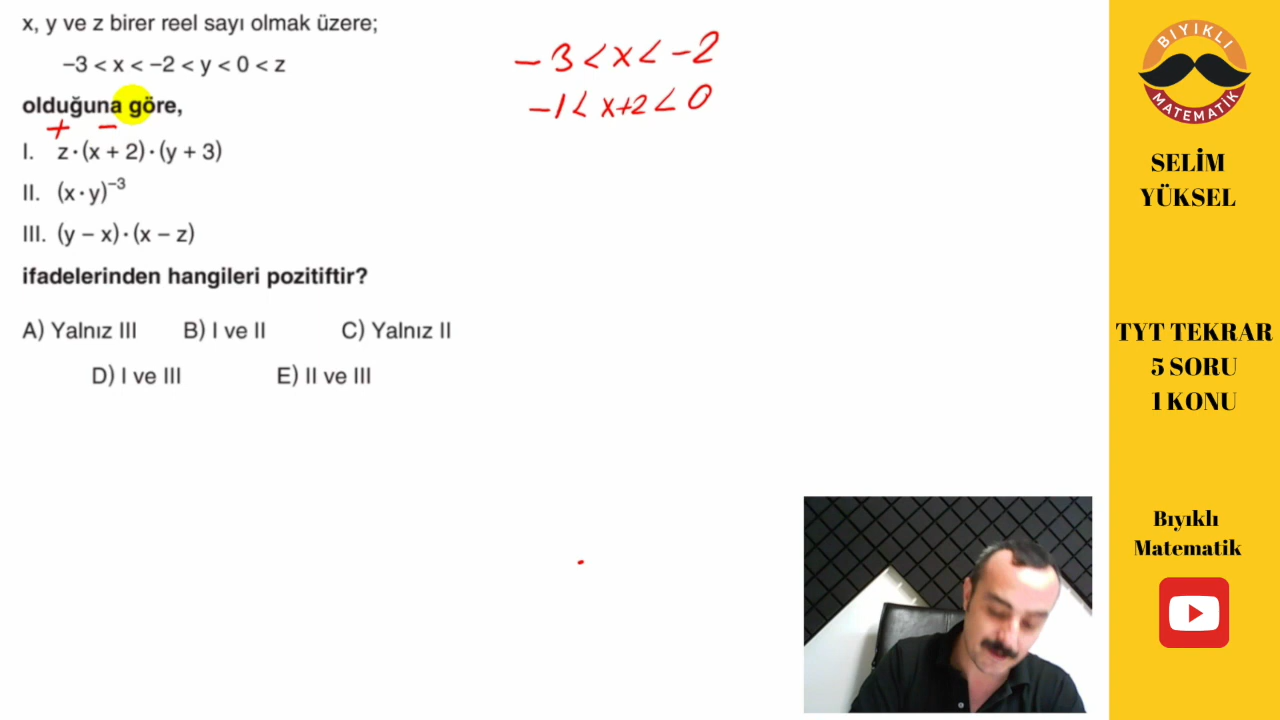 x, y ve z birer reel sayı olmak üzere;
−3 < x < −2 < y < 0 < z
olduğuna göre,
+ −
I. z·(x + 2)·(y + 3)
II. (x·y)⁻³
III. (y − x)·(x − z)
ifadelerinden hangileri pozitiftir?
A) Yalnız III B) I ve II C) Yalnız II
D) I ve III E) II ve III
−3 < x < −2
−1 < x+2 < 0
BIYIKLI
MATEMATİK
SELİM
YÜKSEL
TYT TEKRAR
5 SORU
1 KONU
Bıyıklı
Matematik